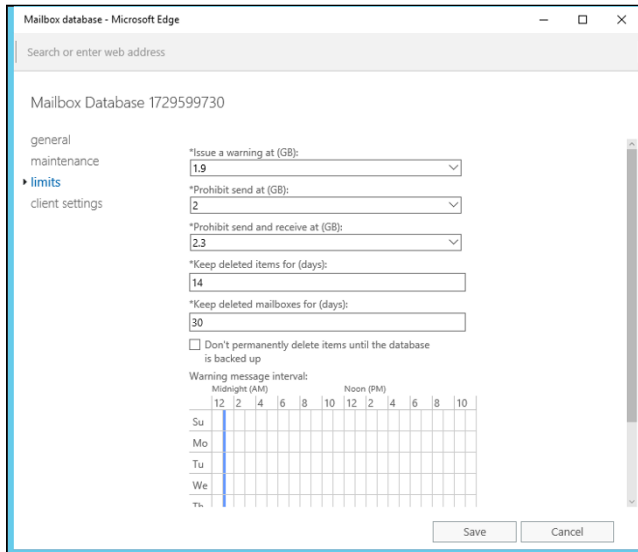 Mailbox database - Microsoft Edge
Search or enter web address
Mailbox Database 1729599730
general
maintenance
limits
client settings
*Issue a warning at (GB):
1.9
*Prohibit send at (GB):
2
*Prohibit send and receive at (GB):
2.3
*Keep deleted items for (days):
14
*Keep deleted mailboxes for (days):
30
Don't permanently delete items until the database
is backed up
Warning message interval:
Midnight (AM) Noon (PM)
12 2 4 6 8 10 12 2 4 6 8 10
Su
Mo
Tu
We
Th
Save Cancel